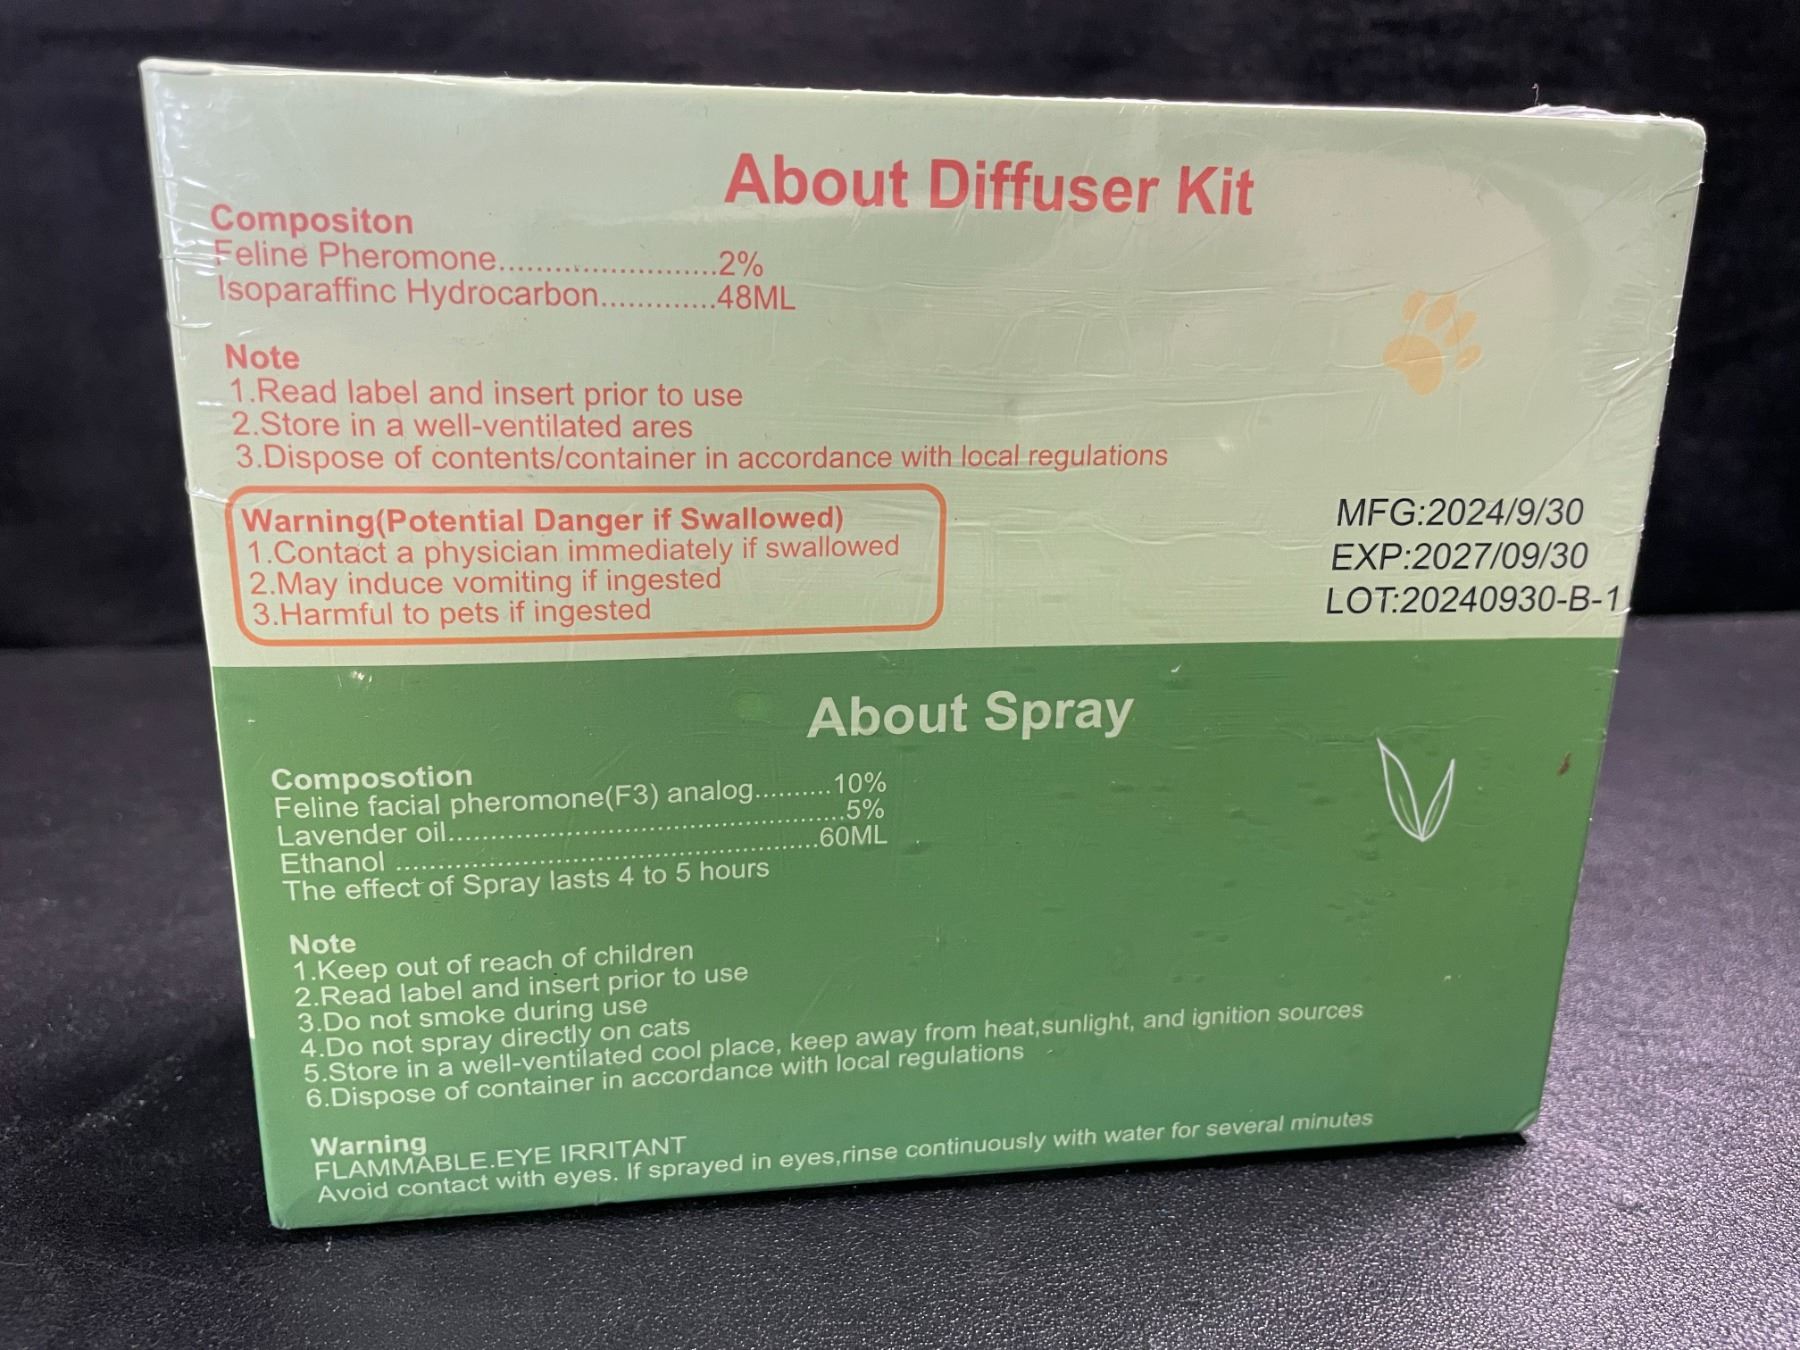 About Diffuser Kit
Compositon
Feline Pheromone..........................2%
Isoparaffinc Hydrocarbon.............48ML
Note
1.Read label and insert prior to use
2.Store in a well-ventilated ares
3.Dispose of contents/container in accordance with local regulations
Warning(Potential Danger if Swallowed)
1.Contact a physician immediately if swallowed
2.May induce vomiting if ingested
3.Harmful to pets if ingested
MFG:2024/9/30
EXP:2027/09/30
LOT:20240930-B-1
About Spray
Composotion
Feline facial pheromone(F3) analog..........10%
Lavender oil..................................................5%
Ethanol .....................................................60ML
The effect of Spray lasts 4 to 5 hours
Note
1.Keep out of reach of children
2.Read label and insert prior to use
3.Do not smoke during use
4.Do not spray directly on cats
5.Store in a well-ventilated cool place, keep away from heat,sunlight, and ignition sources
6.Dispose of container in accordance with local regulations
Warning
FLAMMABLE.EYE IRRITANT
Avoid contact with eyes. If sprayed in eyes,rinse continuously with water for several minutes